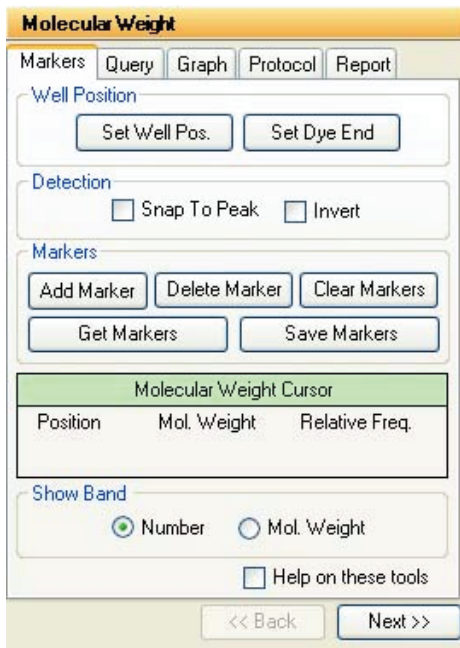 Molecular Weight
Markers Query Graph Protocol Report
Well Position
Set Well Pos. Set Dye End
Detection
Snap To Peak Invert
Markers
Add Marker Delete Marker Clear Markers
Get Markers Save Markers
Molecular Weight Cursor
Position Mol. Weight Relative Freq.
Show Band
Number Mol. Weight
Help on these tools
<< Back Next >>